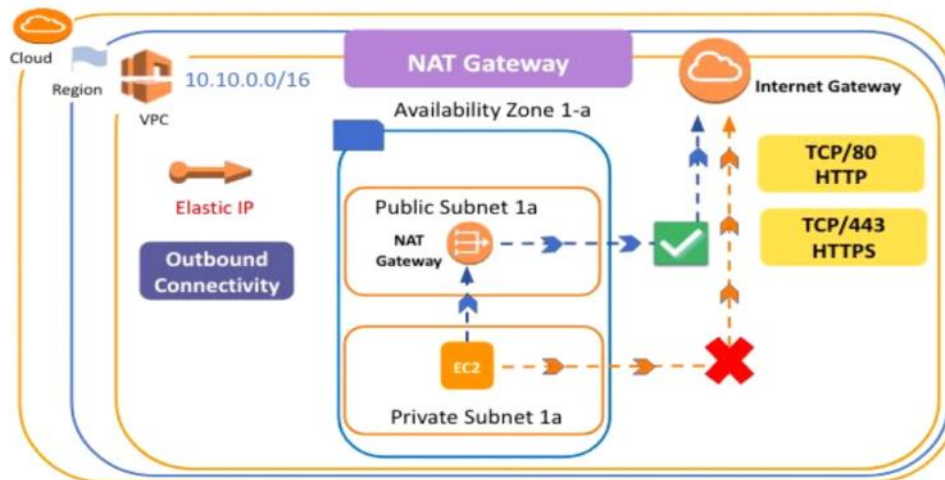 Cloud
Region
VPC
10.10.0.0/16
NAT Gateway
Internet Gateway
Availability Zone 1-a
TCP/80
HTTP
TCP/443
HTTPS
Elastic IP
Outbound
Connectivity
Public Subnet 1a
NAT
Gateway
EC2
Private Subnet 1a